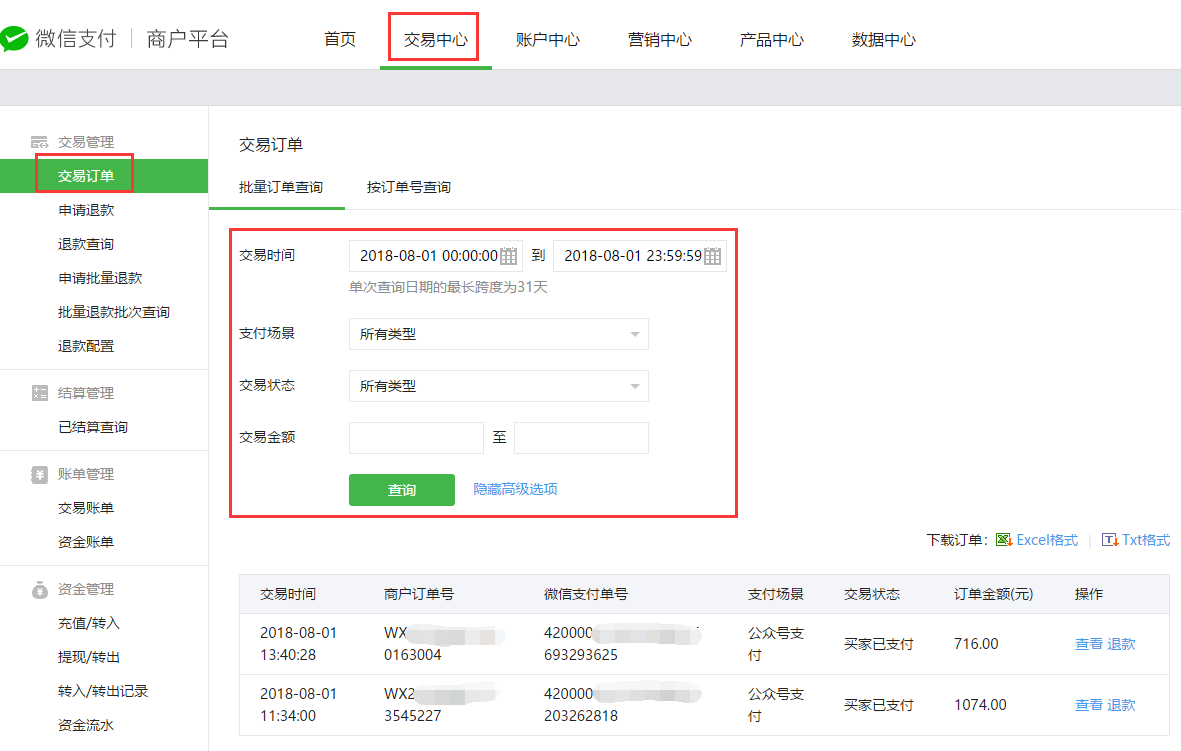 微信支付 商户平台 首页 交易中心 账户中心 营销中心 产品中心 数据中心
交易管理
交易订单
申请退款
退款查询
申请批量退款
批量退款批次查询
退款配置
结算管理
已结算查询
账单管理
交易账单
资金账单
资金管理
充值/转入
提现/转出
转入/转出记录
资金流水
交易订单
批量订单查询 按订单号查询
交易时间 2018-08-01 00:00:00 到 2018-08-01 23:59:59
单次查询日期的最长跨度为31天
支付场景 所有类型
交易状态 所有类型
交易金额 至
查询 隐藏高级选项
下载订单: Excel格式 | Txt格式
交易时间 商户订单号 微信支付单号 支付场景 交易状态 订单金额(元) 操作
2018-08-01 WX 420000 公众号支
13:40:28 0163004 693293625 付 买家已支付 716.00 查看 退款
2018-08-01 WX2 420000 公众号支
11:34:00 3545227 203262818 付 买家已支付 1074.00 查看 退款